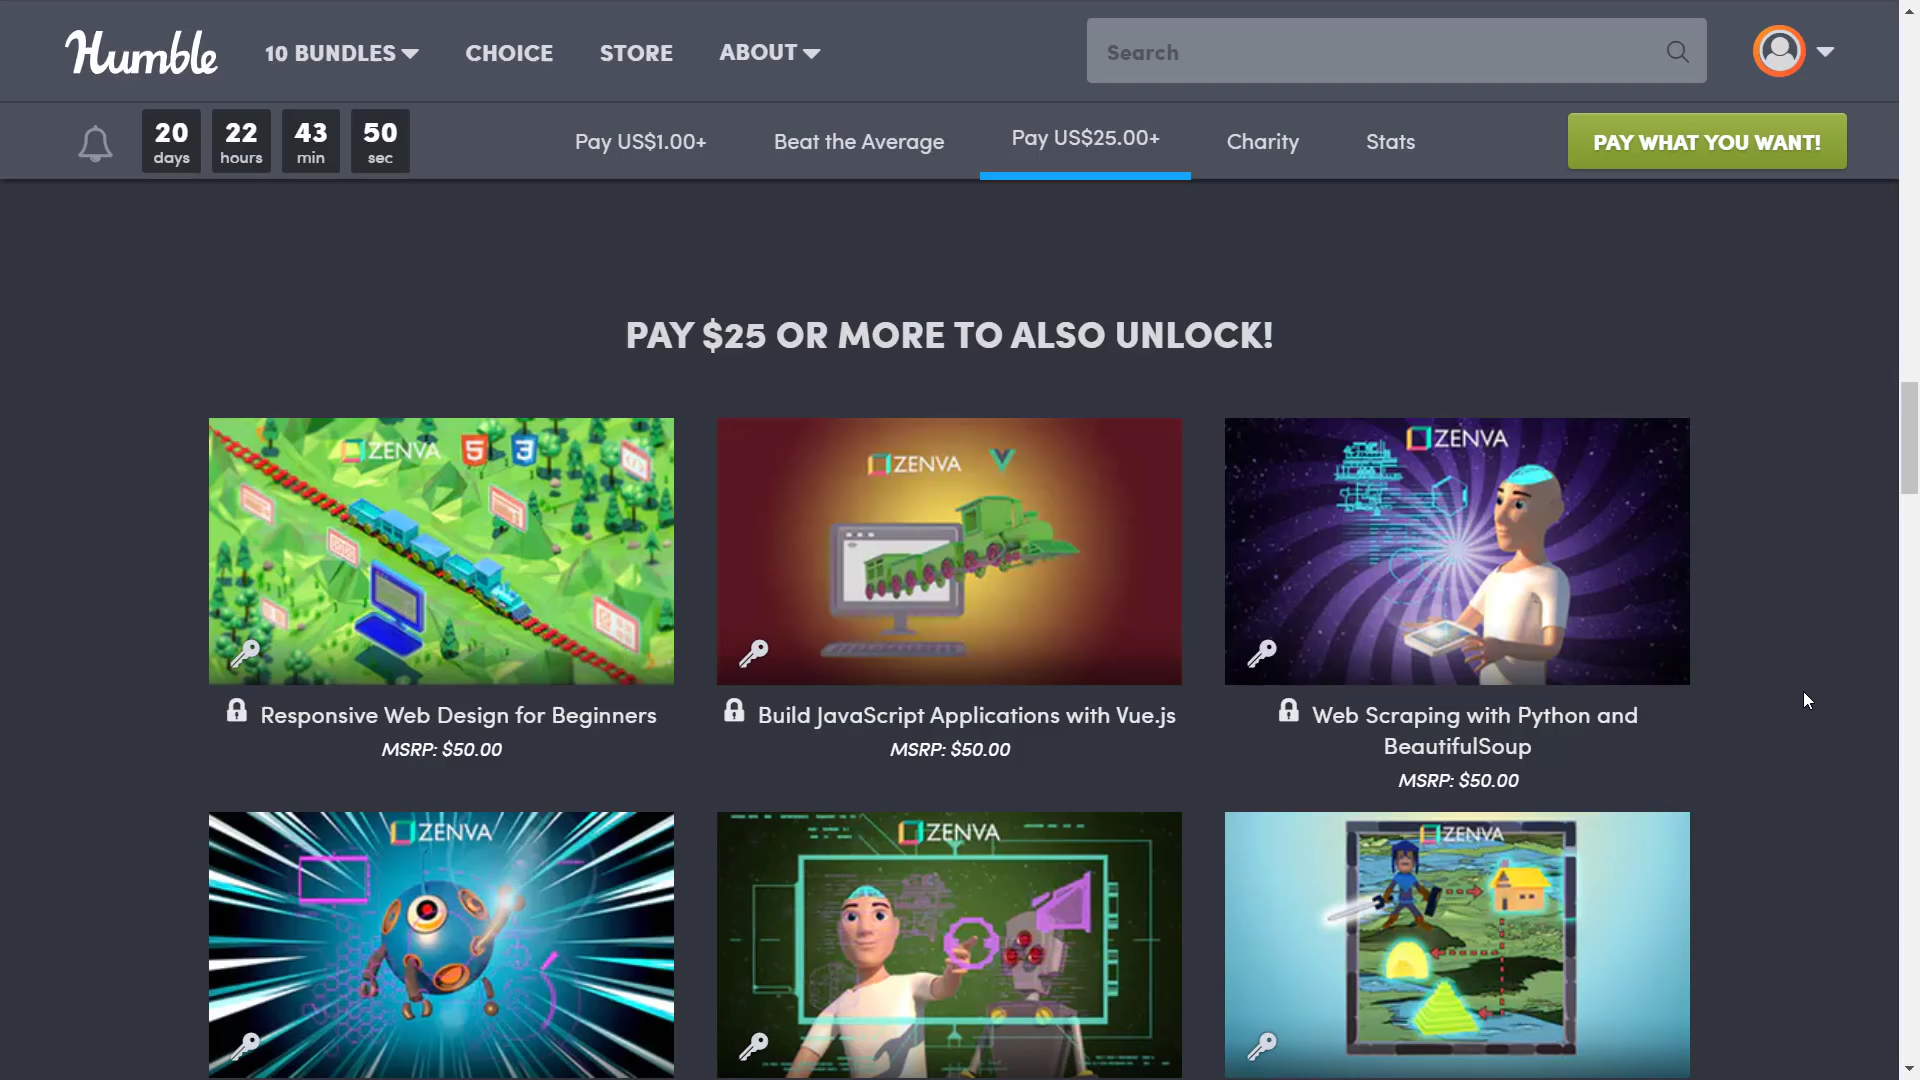 Humble
10 BUNDLES
CHOICE
STORE
ABOUT
Search
20 days
22 hours
43 min
50 sec
Pay US$1.00+
Beat the Average
Pay US$25.00+
Charity
Stats
PAY WHAT YOU WANT!
PAY $25 OR MORE TO ALSO UNLOCK!
ZENVA 5 3
ZENVA
ZENVA
Responsive Web Design for Beginners
MSRP: $50.00
Build JavaScript Applications with Vue.js
MSRP: $50.00
Web Scraping with Python and
BeautifulSoup
MSRP: $50.00
ZENVA
ZENVA
ZENVA